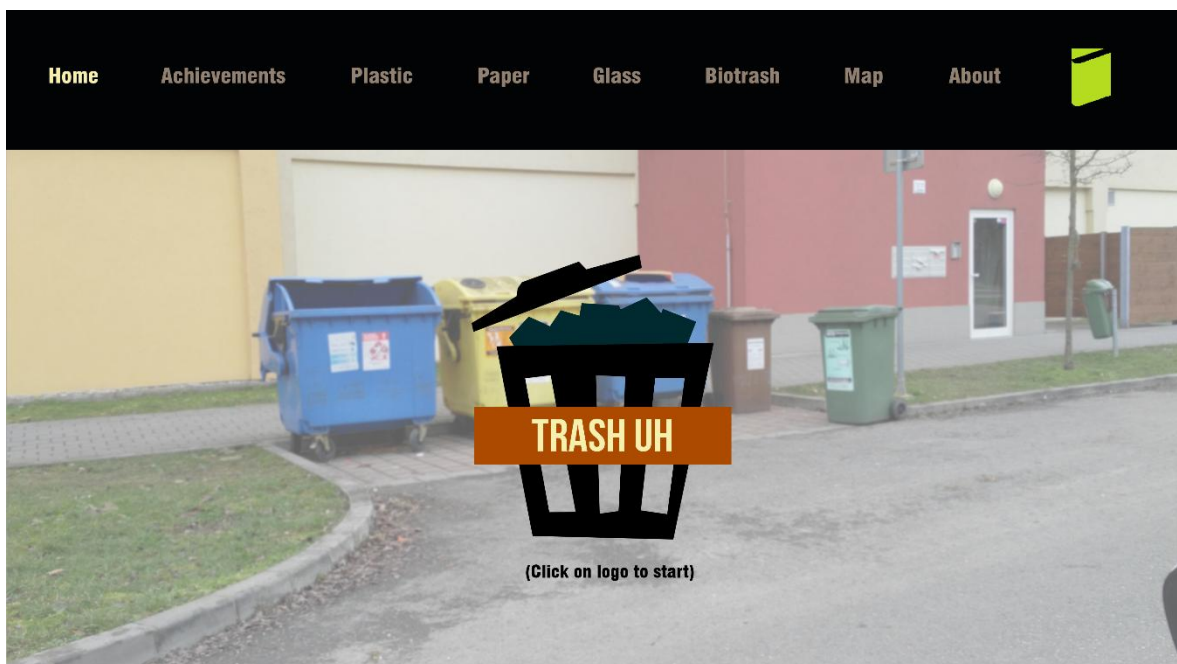 Home Achievements Plastic Paper Glass Biotrash Map About
TRASH UH
(Click on logo to start)